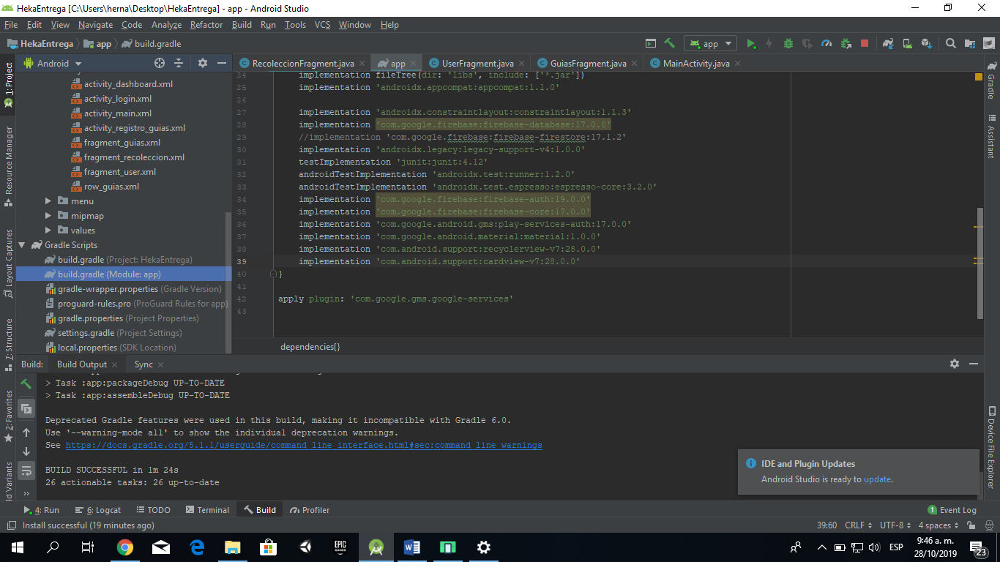 HekaEntrega [C:\Users\herna\Desktop\HekaEntrega] - app - Android Studio
File Edit View Navigate Code Analyze Refactor Build Run Tools VCS Window Help
HekaEntrega app build.gradle app
Android RecoleccionFragment.java app UserFragment.java GuiasFragment.java MainActivity.java
1: Project
Resource Manager
Layout Captures
7: Structure
2: Favorites
ld Variants
activity_dashboard.xml
activity_login.xml
activity_main.xml
activity_registro_guias.xml
fragment_guias.xml
fragment_recoleccion.xml
fragment_user.xml
row_guias.xml
menu
mipmap
values
Gradle Scripts
build.gradle (Project: HekaEntrega)
build.gradle (Module: app)
gradle-wrapper.properties (Gradle Version)
proguard-rules.pro (ProGuard Rules for app)
gradle.properties (Project Properties)
settings.gradle (Project Settings)
local.properties (SDK Location)
24 implementation fileTree(dir: 'libs', include: ['*.jar'])
25 implementation 'androidx.appcompat:appcompat:1.1.0'
26
27 implementation 'androidx.constraintlayout:constraintlayout:1.1.3'
28 implementation 'com.google.firebase:firebase-database:17.0.0'
29 //implementation 'com.google.firebase:firebase-firestore:17.1.2'
30 implementation 'androidx.legacy:legacy-support-v4:1.0.0'
31 testImplementation 'junit:junit:4.12'
32 androidTestImplementation 'androidx.test:runner:1.2.0'
33 androidTestImplementation 'androidx.test.espresso:espresso-core:3.2.0'
34 implementation 'com.google.firebase:firebase-auth:19.0.0'
35 implementation 'com.google.firebase:firebase-core:17.0.0'
36 implementation 'com.google.android.gms:play-services-auth:17.0.0'
37 implementation 'com.google.android.material:material:1.0.0'
38 implementation 'com.android.support:recyclerview-v7:28.0.0'
39 implementation 'com.android.support:cardview-v7:28.0.0'
40 }
41
42 apply plugin: 'com.google.gms.google-services'
43
dependencies{}
Gradle
Assistant
Device File Explorer
Build: Build Output Sync
> Task :app:packageDebug UP-TO-DATE
> Task :app:assembleDebug UP-TO-DATE
Deprecated Gradle features were used in this build, making it incompatible with Gradle 6.0.
Use '--warning-mode all' to show the individual deprecation warnings.
See https://docs.gradle.org/5.1.1/userguide/command_line_interface.html#sec:command_line_warnings
BUILD SUCCESSFUL in 1m 24s
26 actionable tasks: 26 up-to-date
IDE and Plugin Updates
Android Studio is ready to update.
4: Run 6: Logcat TODO Terminal Build Profiler 1 Event Log
Install successful (19 minutes ago) 39:60 CRLF UTF-8 4 spaces
EPIC GAMES
W
ESP
9:46 a. m.
28/10/2019
23